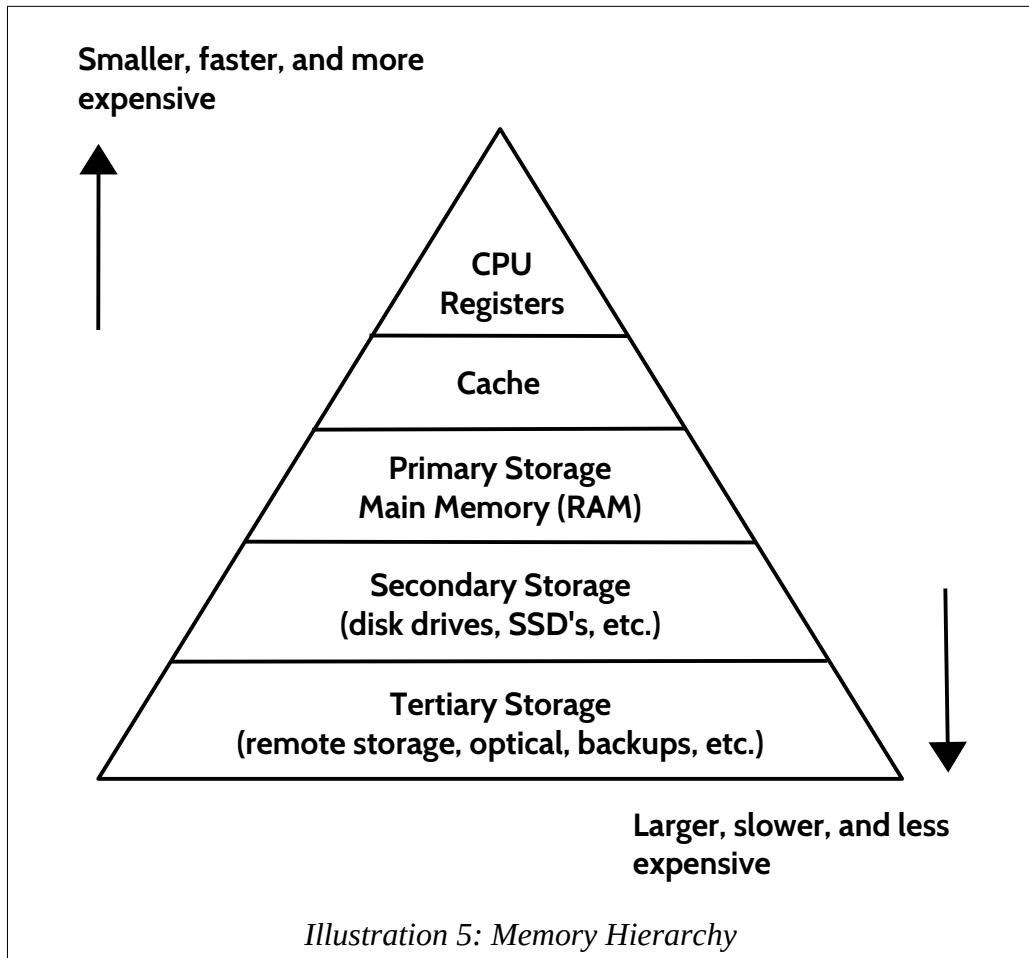 Smaller, faster, and more
expensive
CPU
Registers
Cache
Primary Storage
Main Memory (RAM)
Secondary Storage
(disk drives, SSD's, etc.)
Tertiary Storage
(remote storage, optical, backups, etc.)
Larger, slower, and less
expensive
Illustration 5: Memory Hierarchy